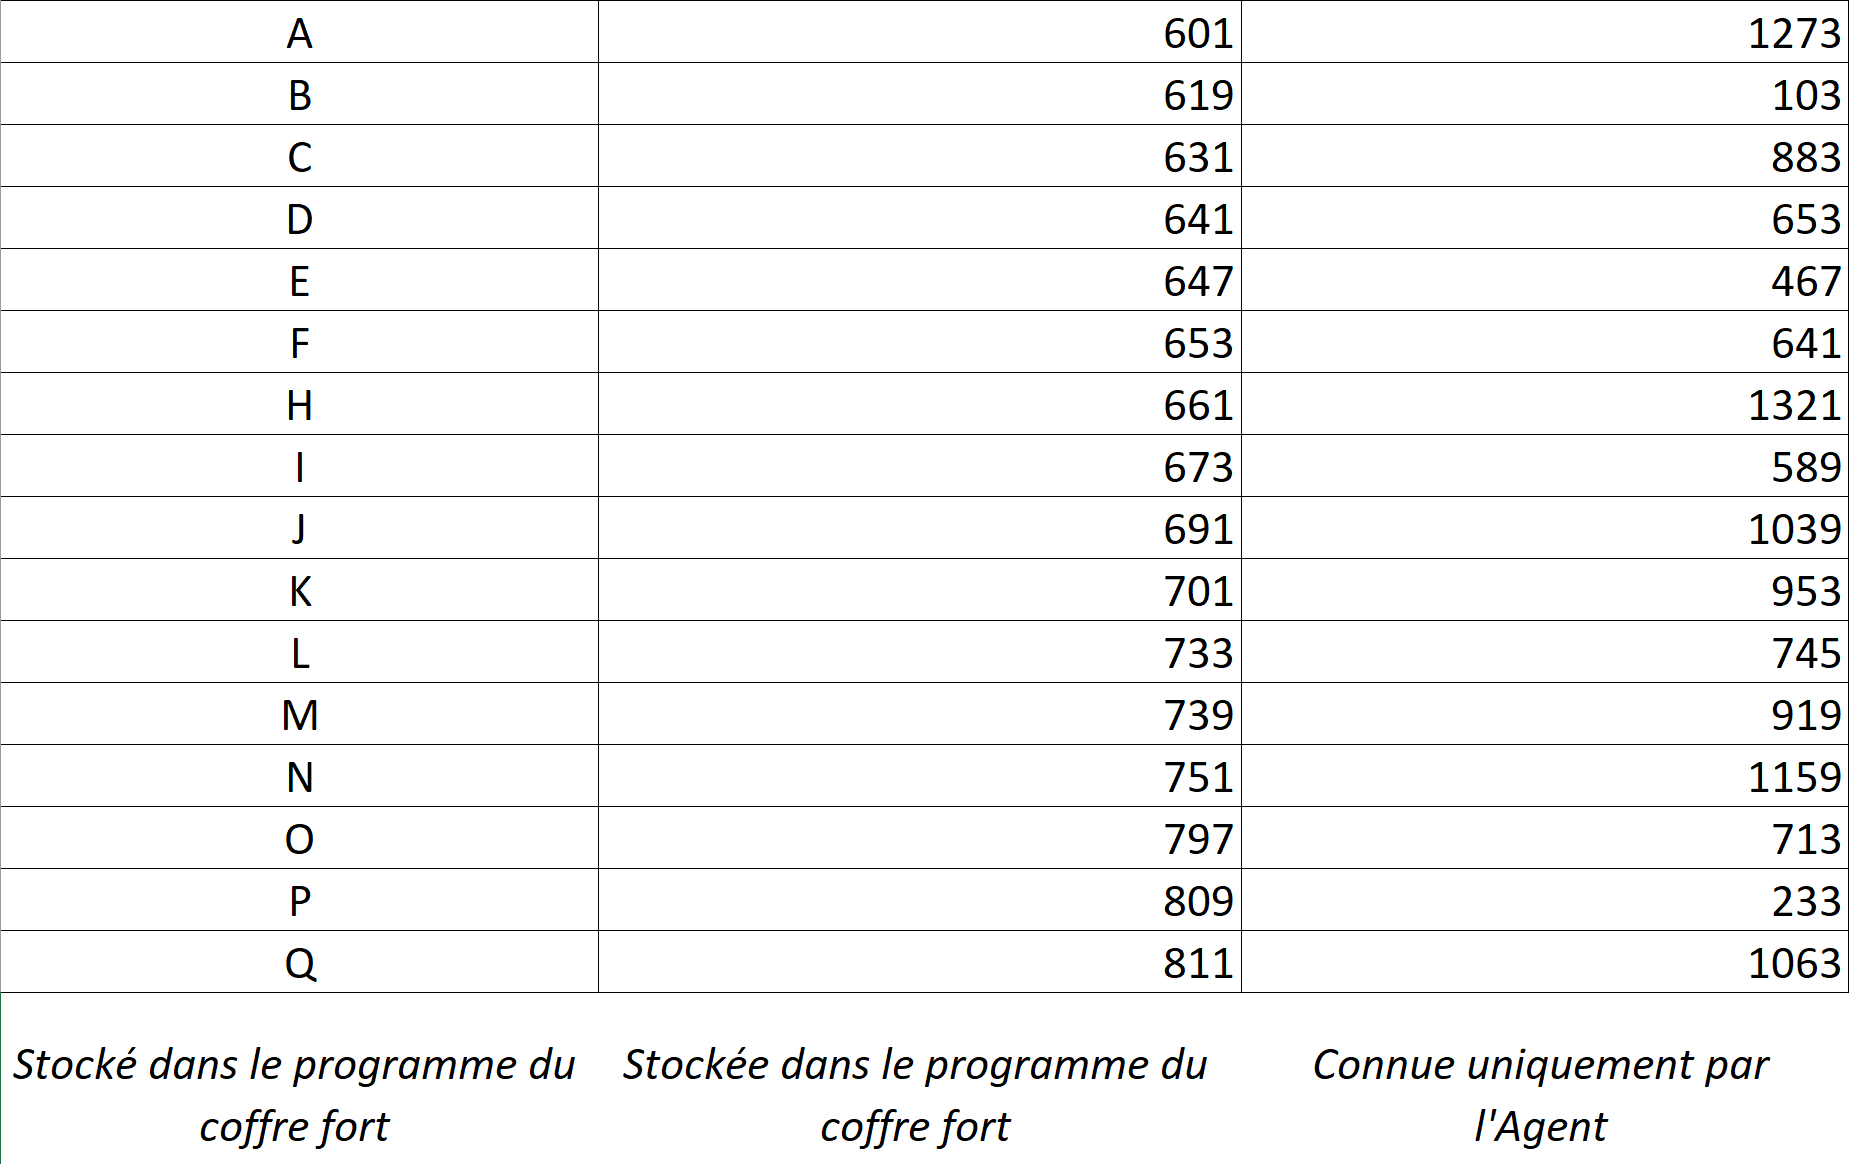 A 601 1273
B 619 103
C 631 883
D 641 653
E 647 467
F 653 641
H 661 1321
I 673 589
J 691 1039
K 701 953
L 733 745
M 739 919
N 751 1159
O 797 713
P 809 233
Q 811 1063
Stocké dans le programme du
coffre fort
Stockée dans le programme du
coffre fort
Connue uniquement par
l'Agent